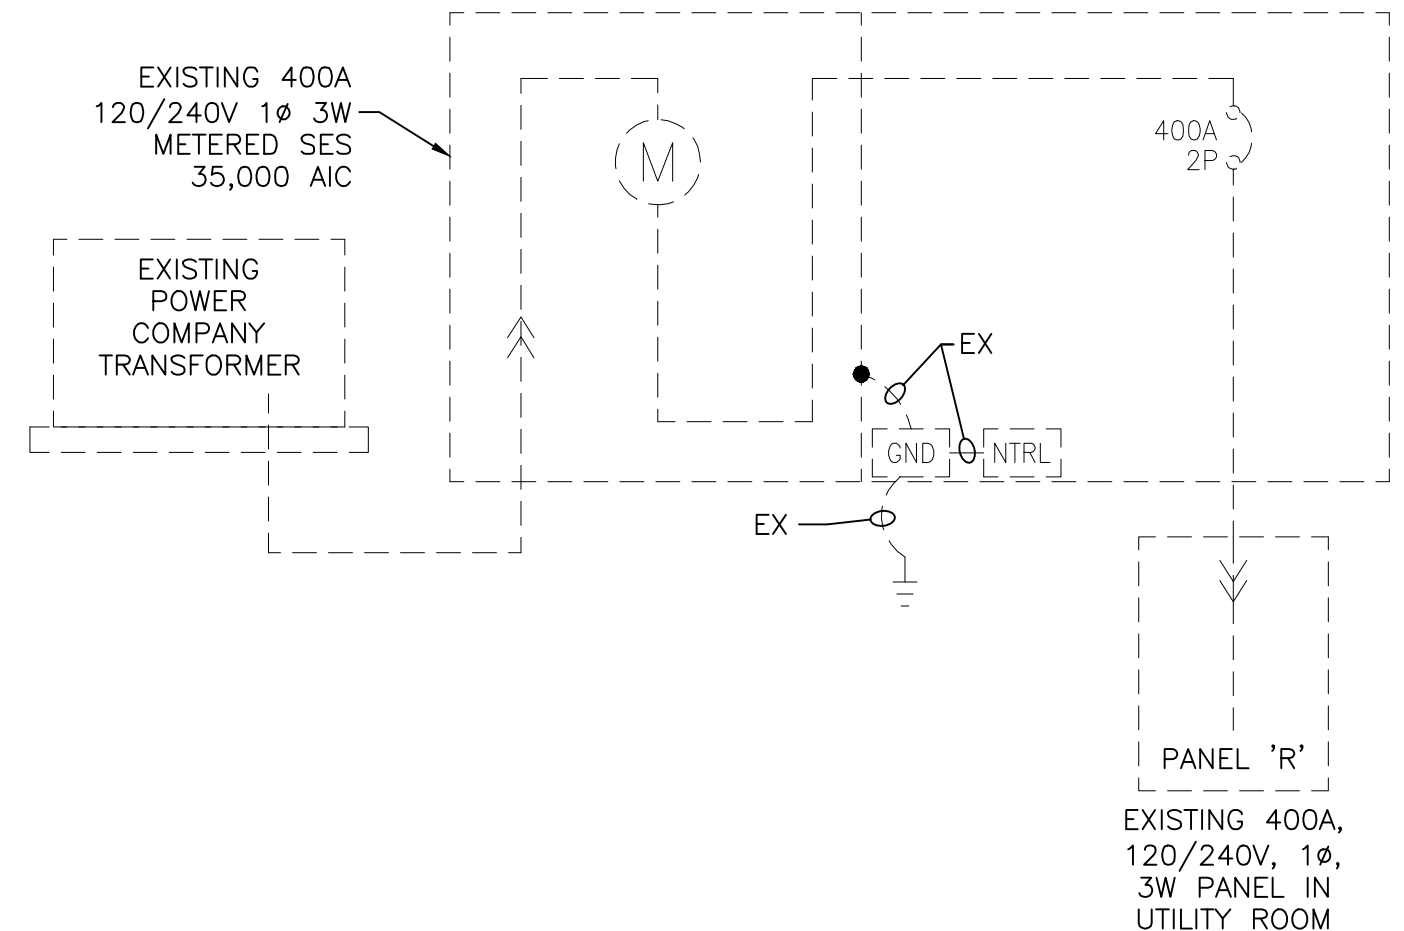 EXISTING 400A
120/240V 1ø 3W
METERED SES
35,000 AIC
EXISTING
POWER
COMPANY
TRANSFORMER
M
400A
2P
EX
GND
NTRL
EX
PANEL 'R'
EXISTING 400A,
120/240V, 1ø,
3W PANEL IN
UTILITY ROOM